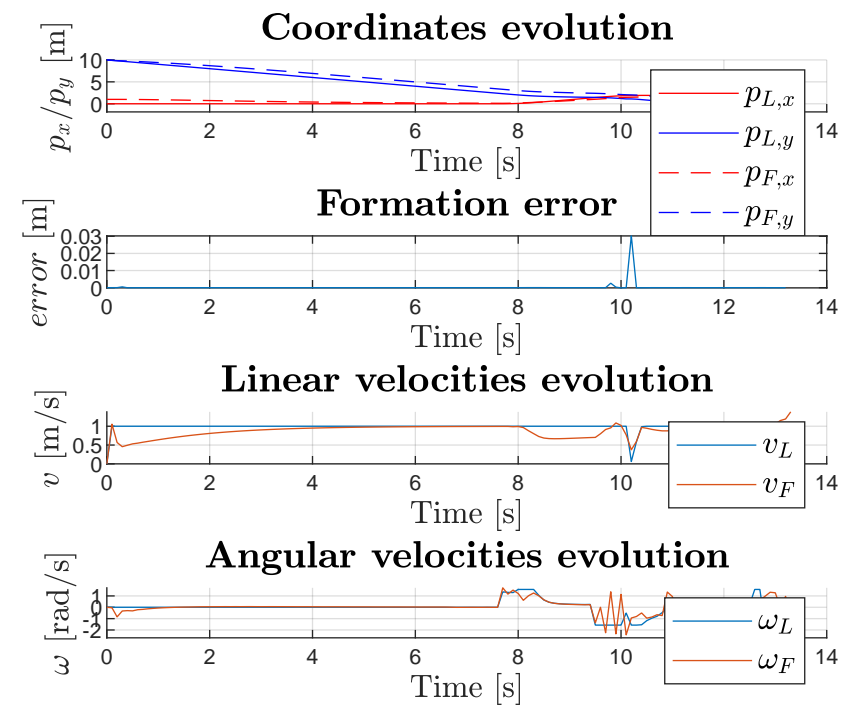 Coordinates evolution
p_x/p_y [m]
10
5
0
0 2 4 6 8 10 14
Time [s]
p_{L,x}
p_{L,y}
p_{F,x}
p_{F,y}
Formation error
error [m]
0.03
0.02
0.01
0
0 2 4 6 8 10 12 14
Time [s]
Linear velocities evolution
v [m/s]
1
0.5
0
0 2 4 6 8 10 14
Time [s]
v_L
v_F
Angular velocities evolution
ω [rad/s]
1
0
-1
-2
0 2 4 6 8 10 14
Time [s]
ω_L
ω_F